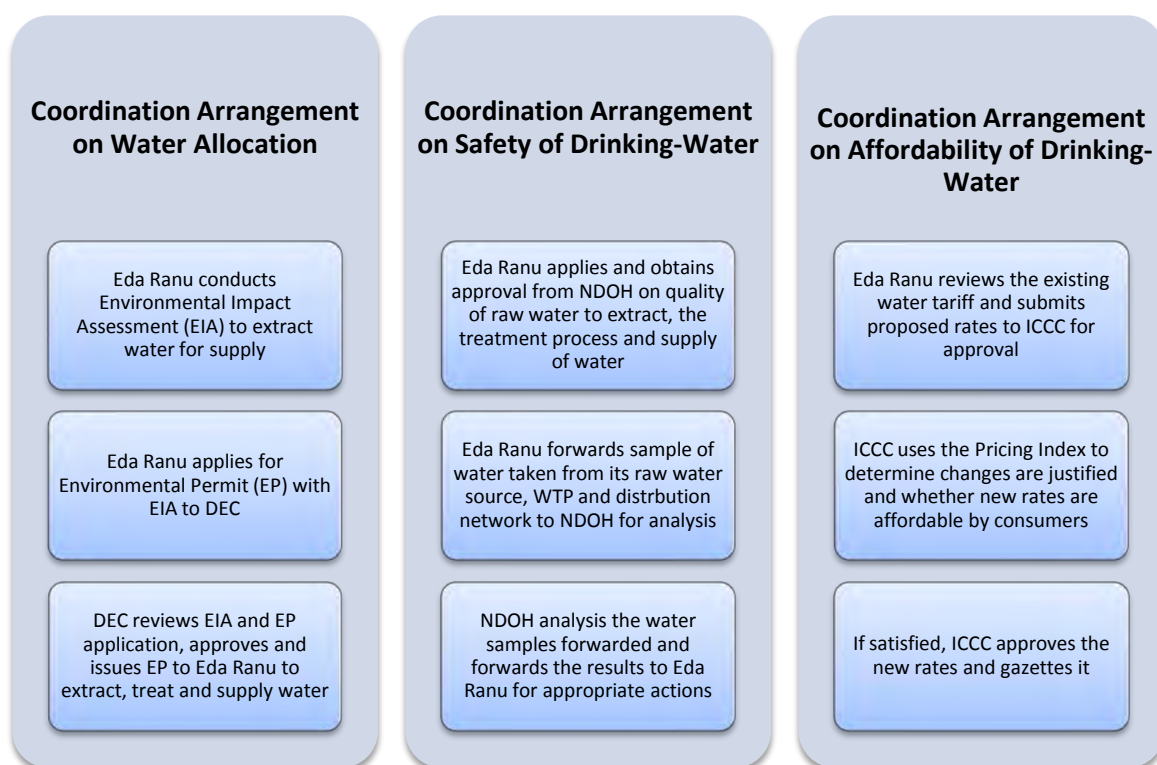 Coordination Arrangement
on Water Allocation
Eda Ranu conducts
Environmental Impact
Assessment (EIA) to extract
water for supply
Eda Ranu applies for
Environmental Permit (EP) with
EIA to DEC
DEC reviews EIA and EP
application, approves and
issues EP to Eda Ranu to
extract, treat and supply water
Coordination Arrangement
on Safety of Drinking-Water
Eda Ranu applies and obtains
approval from NDOH on quality
of raw water to extract, the
treatment process and supply
of water
Eda Ranu forwards sample of
water taken from its raw water
source, WTP and distrbution
network to NDOH for analysis
NDOH analysis the water
samples forwarded and
forwards the results to Eda
Ranu for appropriate actions
Coordination Arrangement
on Affordability of Drinking-
Water
Eda Ranu reviews the existing
water tariff and submits
proposed rates to ICCC for
approval
ICCC uses the Pricing Index to
determine changes are justified
and whether new rates are
affordable by consumers
If satisfied, ICCC approves the
new rates and gazettes it